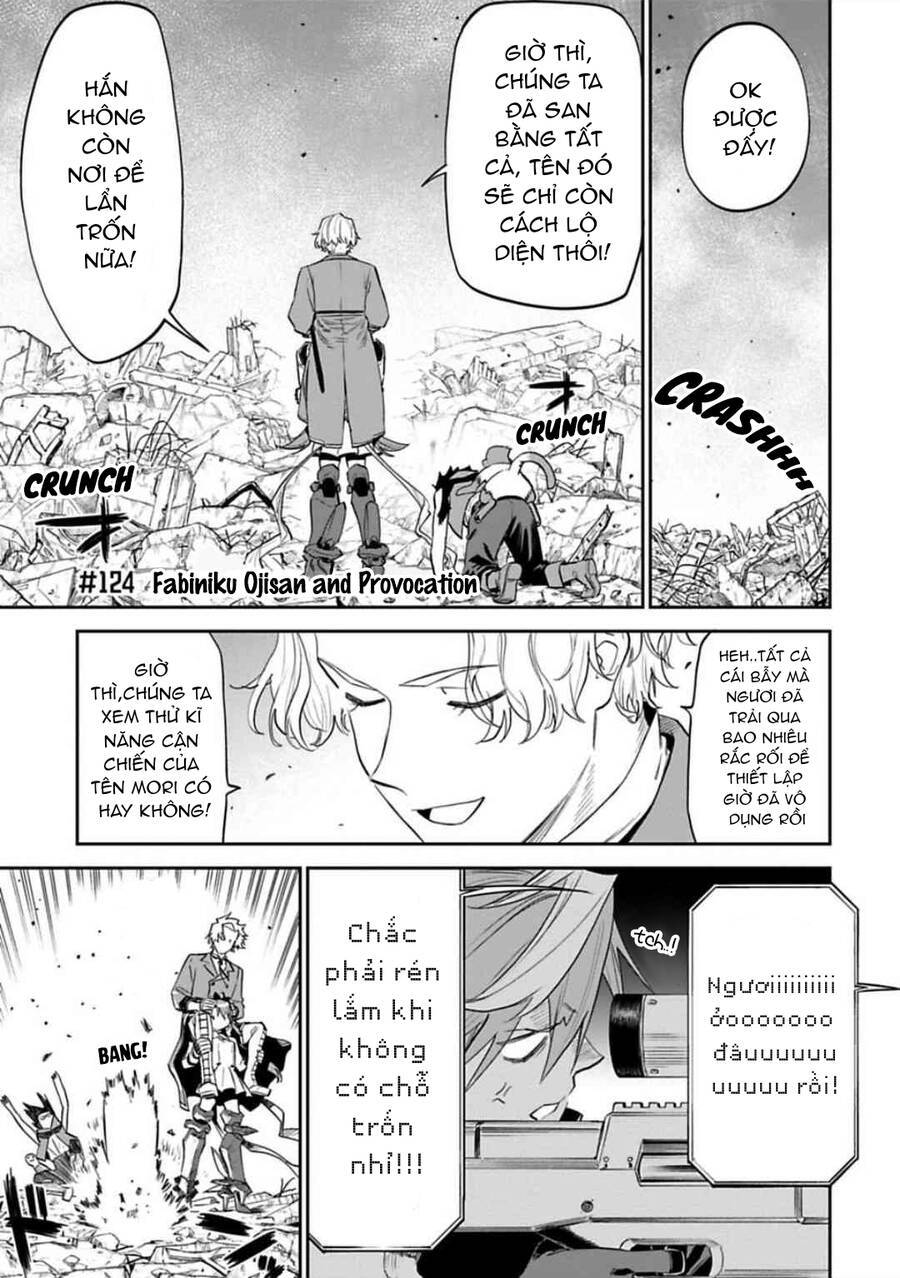 OK
ĐƯỢC
ĐẤY!
CRASHHH
GIỜ THÌ,
CHÚNG TA
ĐÃ SAN
BẰNG TẤT
CẢ, TÊN ĐÓ
SẼ CHỈ CÒN
CÁCH LỘ
DIỆN THÔI!
HẮN
KHÔNG
CÒN
NƠI ĐỂ
LẨN
TRỐN
NỮA!
CRUNCH
CRUNCH
#124 Fabiniku Ojisan and Provocation
HEH..TẤT CẢ
CÁI BẪY MÀ
NGƯƠI ĐÃ
TRẢI QUA
BAO NHIÊU
RẮC RỐI ĐỂ
THIẾT LẬP
GIỜ ĐÃ VÔ
DỤNG RỒI
GIỜ
THÌ,CHÚNG TA
XEM THỬ KĨ
NĂNG CẬN
CHIẾN CỦA
TÊN MORI CÓ
HAY KHÔNG!
Ngươiiiiiiiiii
ởooooooo
đâuuuuuu
uuuuu rồi!
tch..!
Chắc
phải rén
lắm khi
không
có chỗ
trốn
nhỉ!!!
BANG!